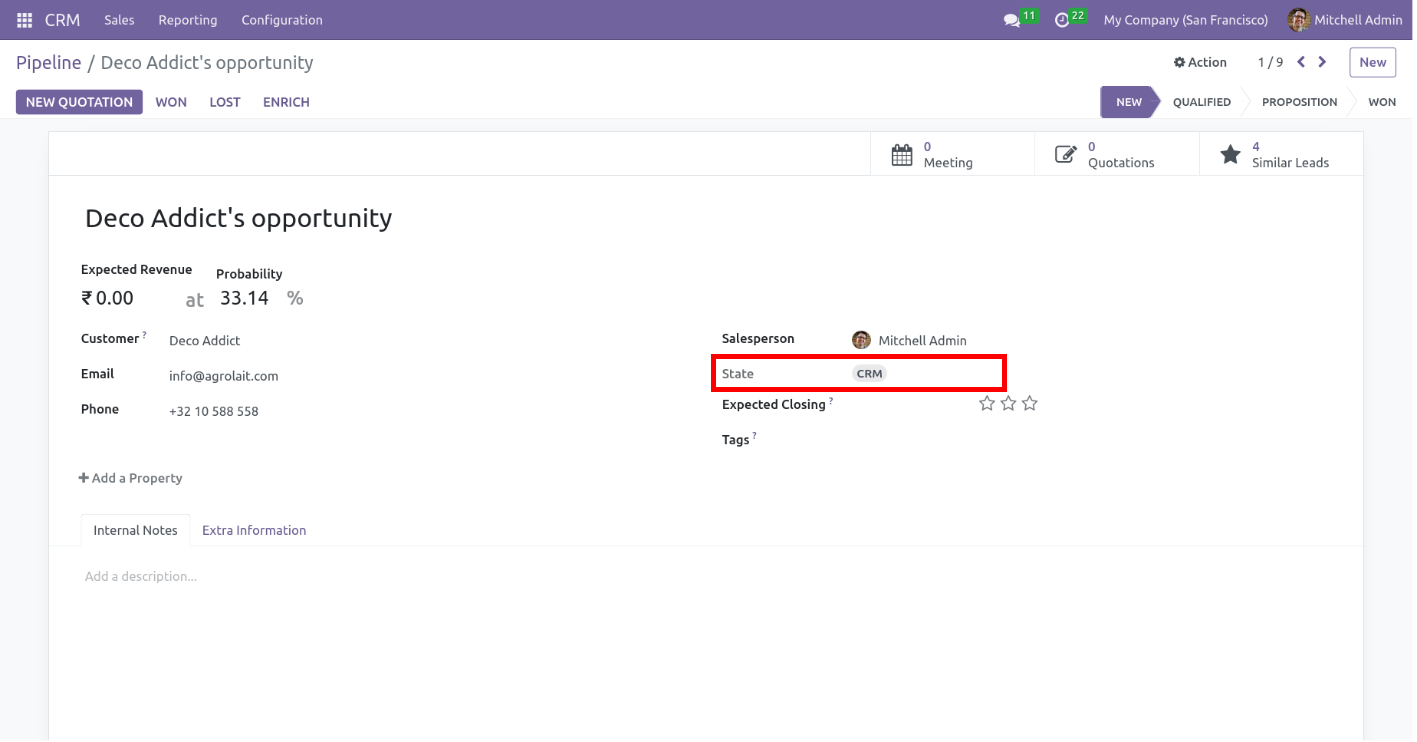 CRM Sales Reporting Configuration 11 22 My Company (San Francisco) Mitchell Admin
Pipeline / Deco Addict's opportunity Action 1 / 9 New
NEW QUOTATION WON LOST ENRICH NEW QUALIFIED PROPOSITION WON
0 Meeting
0 Quotations
4 Similar Leads
Deco Addict's opportunity
Expected Revenue Probability
₹ 0.00 at 33.14 %
Customer ? Deco Addict
Email info@agrolait.com
Phone +32 10 588 558
Salesperson Mitchell Admin
State CRM
Expected Closing ?
Tags ?
+ Add a Property
Internal Notes Extra Information
Add a description...